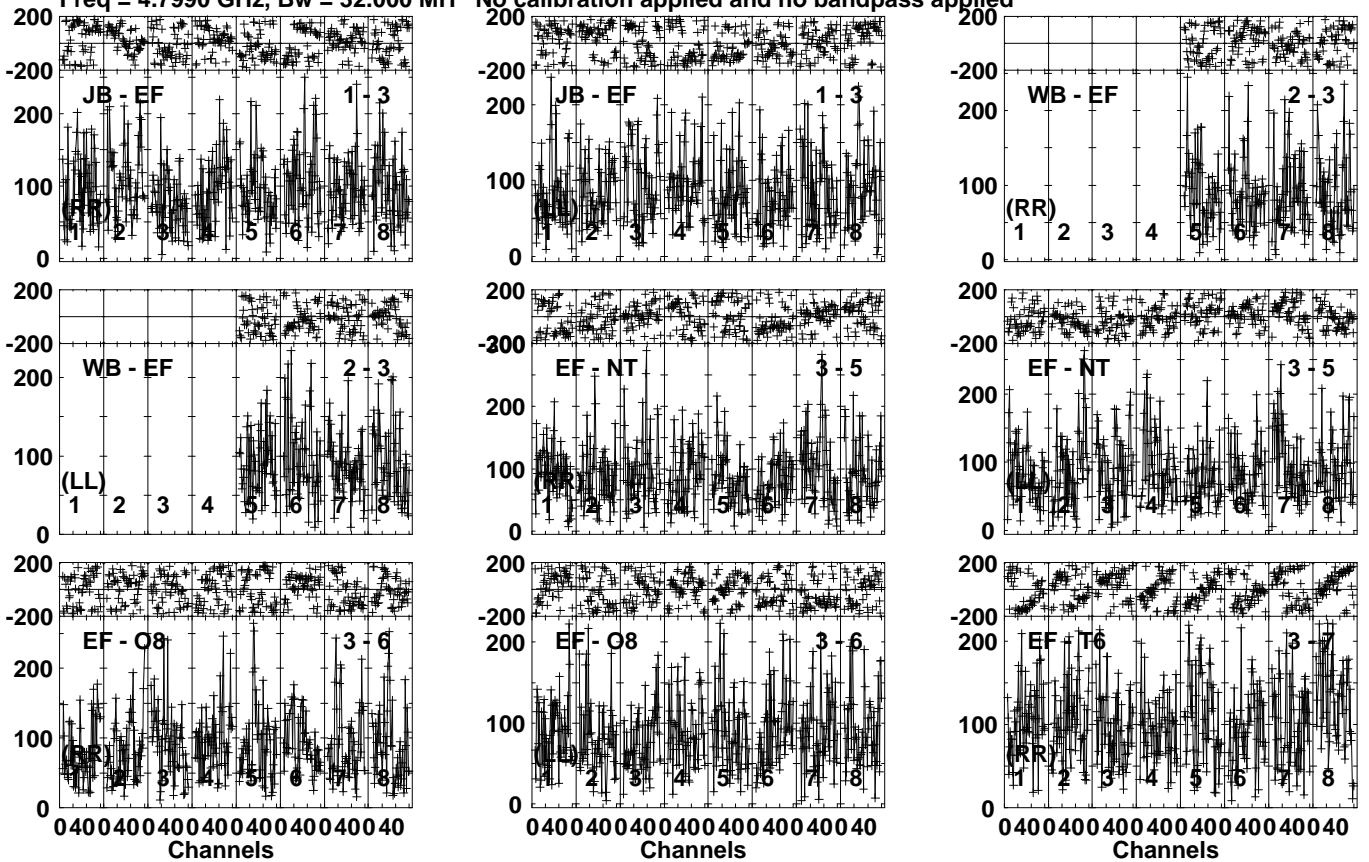 Freq = 4.7990 GHz, Bw = 32.000 MH No calibration applied and no bandpass applied
200 200 200
-200 -200 -200
JB - EF 1 - 3 JB - EF 1 - 3 WB - EF 2 - 3
200 200 200
100 100 100
(RR) (LL) (RR)
1 2 3 4 5 6 7 8 1 2 3 4 5 6 7 8 1 2 3 4 5 6 7 8
0 0 0
200 200 200
-200 -200
WB - EF 2 - 3 EF - NT 3 - 5 EF - NT 3 - 5
200 200 200
100 100 100
(LL) (RR) (LL)
1 2 3 4 5 6 7 8 1 2 3 4 5 6 7 8 1 2 3 4 5 6 7 8
0 0 0
200 200 200
-200 -200 -200
EF - O8 3 - 6 EF - O8 3 - 6 EF - T6 3 - 7
200 200 200
100 100 100
(RR) (LL) (RR)
1 2 3 4 5 6 7 8 1 2 3 4 5 6 7 8 1 2 3 4 5 6 7 8
0 0 0
0 40 0 40 0 40 0 40 0 40 0 40 0 40 0 40 0 40 0 40 0 40 0 40 0 40 0 40 0 40 0 40 0 40 0 40 0 40 0 40 0 40 0 40 0 40 0 40
Channels Channels Channels